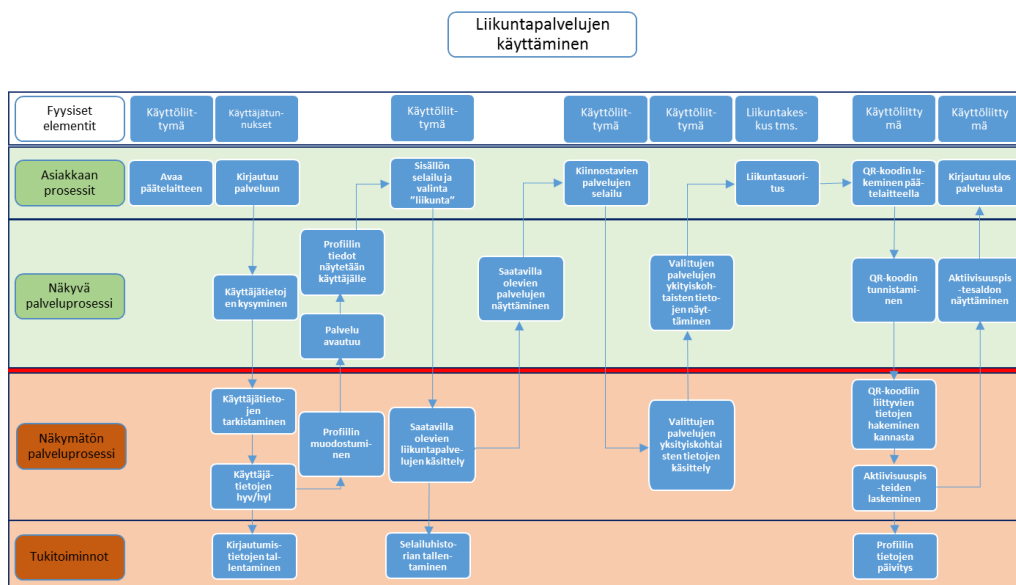 Liikuntapalvelujen
käyttäminen
Fyysiset
elementit
Käyttöliit-
tymä
Käyttäjätun-
nukset
Käyttöliit-
tymä
Käyttöliit-
tymä
Käyttöliit-
tymä
Liikuntakes-
kus tms.
Käyttöliitty
mä
Käyttöliitty
mä
Asiakkaan
prosessit
Avaa
päätelaitteen
Kirjautuu
palveluun
Sisällön
selailu ja
valinta
”liikunta”
Kiinnostavien
palvelujen
selailu
Liikuntasuori-
tus
QR-koodin lu-
keminen pää-
telaitteella
Kirjautuu ulos
palvelusta
Näkyvä
palveluprosessi
Käyttäjätietoj
en kysyminen
Profiilin
tiedot
näytetään
käyttäjälle
Palvelu
avautuu
Saatavilla
olevien
palvelujen
näyttäminen
Valittujen
palvelujen
ykityiskoh-
taisten tieto-
jen näyt-
täminen
QR-koodin
tunnistami-
nen
Aktiivisuuspis
-tesaldon
näyttäminen
Näkymätön
palveluprosessi
Käyttäjätieto-
jen
tarkistaminen
Käyttäjä-
tietojen
hyv/hyl
Profiilin
muodostumi-
nen
Saatavilla
olevien
liikuntapalve-
lujen käsittely
Valittujen
palvelujen
yksityiskohtai
sten tietojen
käsittely
QR-koodiin
liittyvien
tietojen
hakeminen
kannasta
Aktiivisuuspis
-teiden
laskeminen
Tukitoiminnot
Kirjautumis-
tietojen tal-
lentaminen
Selailuhisto-
rian tallen-
taminen
Profiilin
tietojen
päivitys